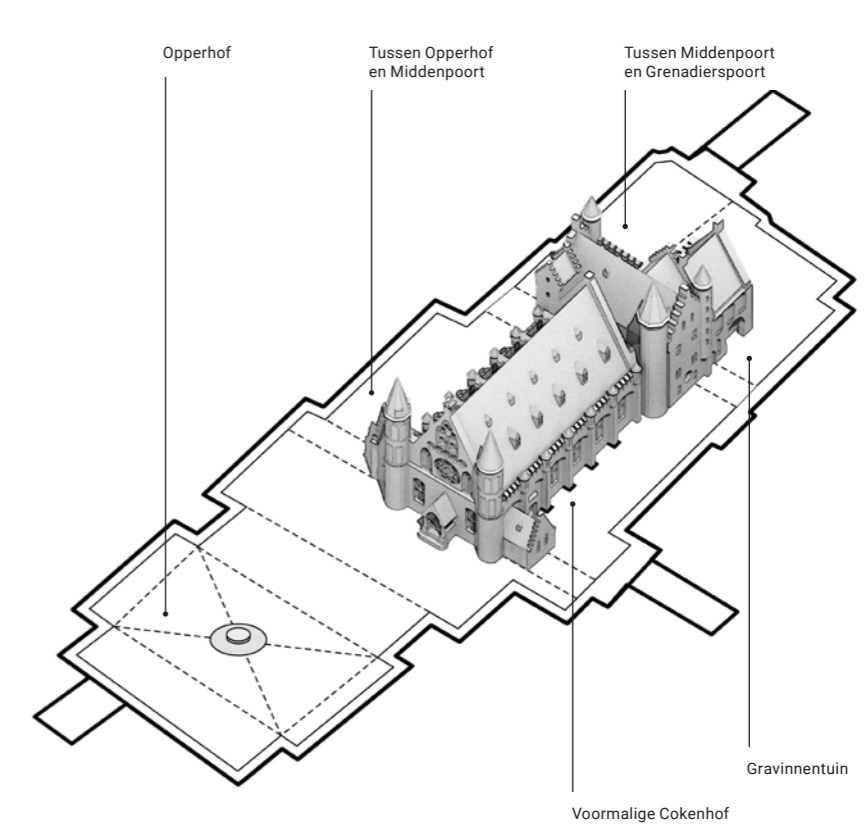 Opperhof
Tussen Opperhof
en Middenpoort
Tussen Middenpoort
en Grenadierspoort
Gravinnentuin
Voormalige Cokenhof